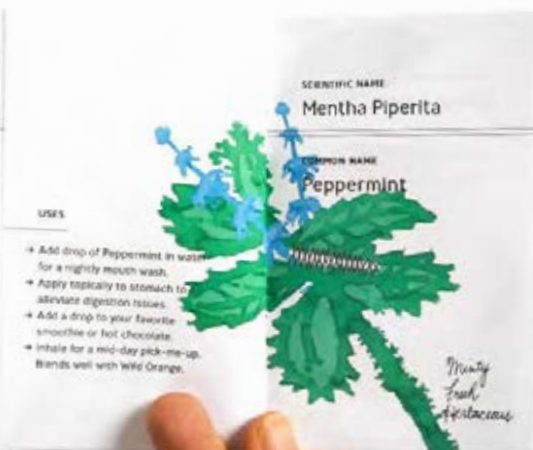 USES
→ Add drop of Peppermint in water
for a nightly mouth wash.
→ Apply topically to stomach to
alleviate digestion issues.
→ Add a drop to your favorite
smoothie or hot chocolate.
→ Inhale for a mid-day pick-me-up.
Blends well with Wild Orange.
SCIENTIFIC NAME
Mentha Piperita
COMMON NAME
Peppermint
Minty
Fresh
Herbaceous